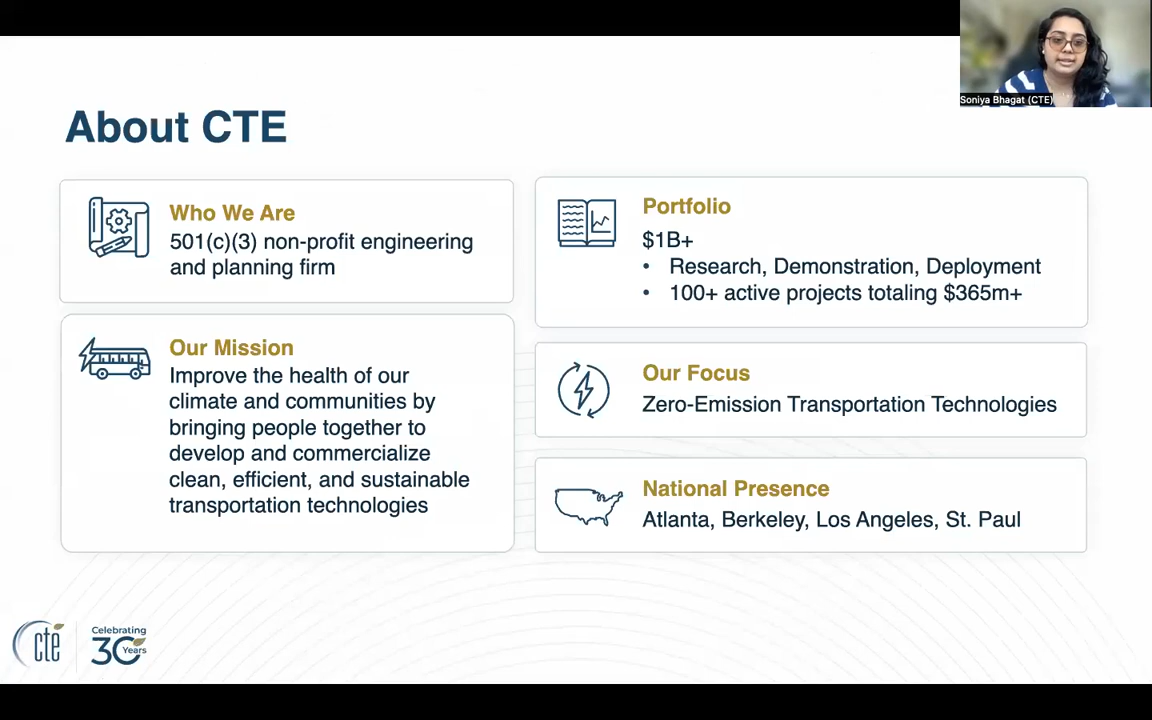 Soniya Bhagat (CTE)
About CTE
Who We Are
501(c)(3) non-profit engineering
and planning firm
Our Mission
Improve the health of our
climate and communities by
bringing people together to
develop and commercialize
clean, efficient, and sustainable
transportation technologies
Portfolio
$1B+
• Research, Demonstration, Deployment
• 100+ active projects totaling $365m+
Our Focus
Zero-Emission Transportation Technologies
National Presence
Atlanta, Berkeley, Los Angeles, St. Paul
cte
Celebrating
30 Years